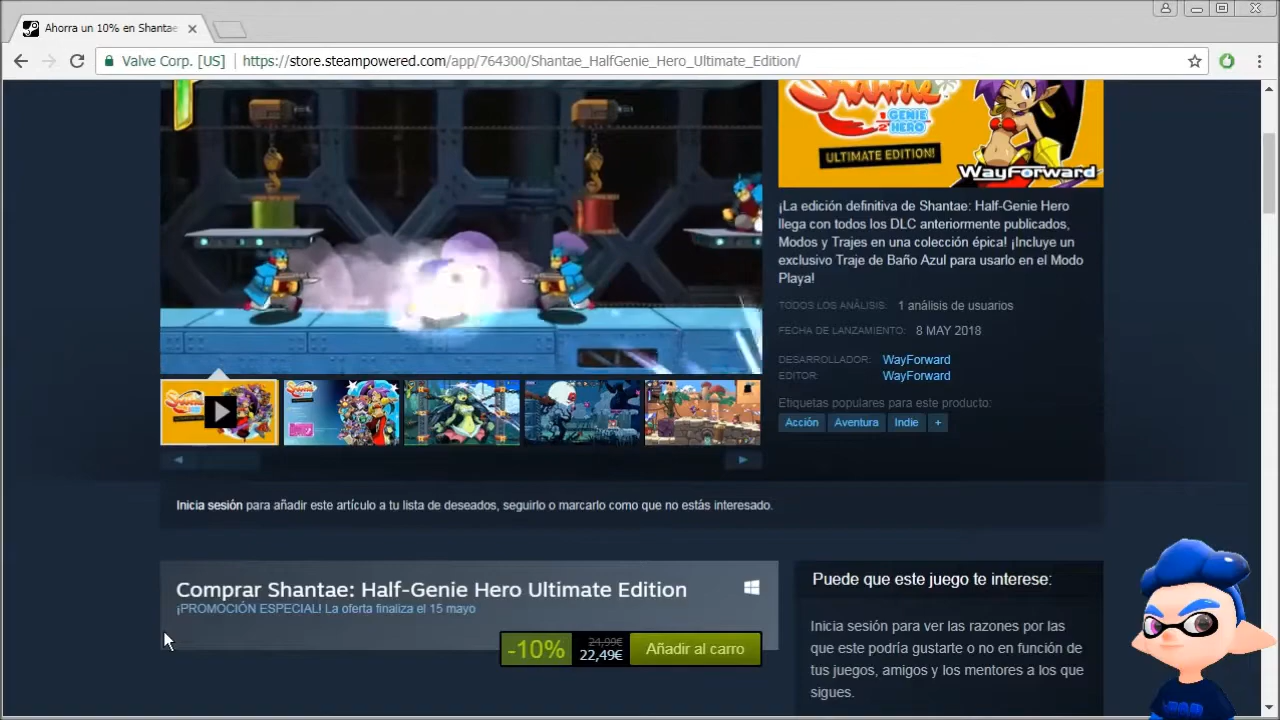 Ahorra un 10% en Shantae
Valve Corp. [US]
https://store.steampowered.com/app/764300/Shantae_HalfGenie_Hero_Ultimate_Edition/
Shantae
1/2 GENIE HERO
ULTIMATE EDITION!
WayForward
¡La edición definitiva de Shantae: Half-Genie Hero
llega con todos los DLC anteriormente publicados,
Modos y Trajes en una colección épica! ¡Incluye un
exclusivo Traje de Baño Azul para usarlo en el Modo
Playa!
TODOS LOS ANÁLISIS: 1 análisis de usuarios
FECHA DE LANZAMIENTO: 8 MAY 2018
DESARROLLADOR: WayForward
EDITOR: WayForward
Etiquetas populares para este producto:
Acción Aventura Indie +
Inicia sesión para añadir este artículo a tu lista de deseados, seguirlo o marcarlo como que no estás interesado.
Comprar Shantae: Half-Genie Hero Ultimate Edition
¡PROMOCIÓN ESPECIAL! La oferta finaliza el 15 mayo
-10% 24,99€ 22,49€ Añadir al carro
Puede que este juego te interese:
Inicia sesión para ver las razones por las
que este podría gustarte o no en función de
tus juegos, amigos y los mentores a los que
sigues.